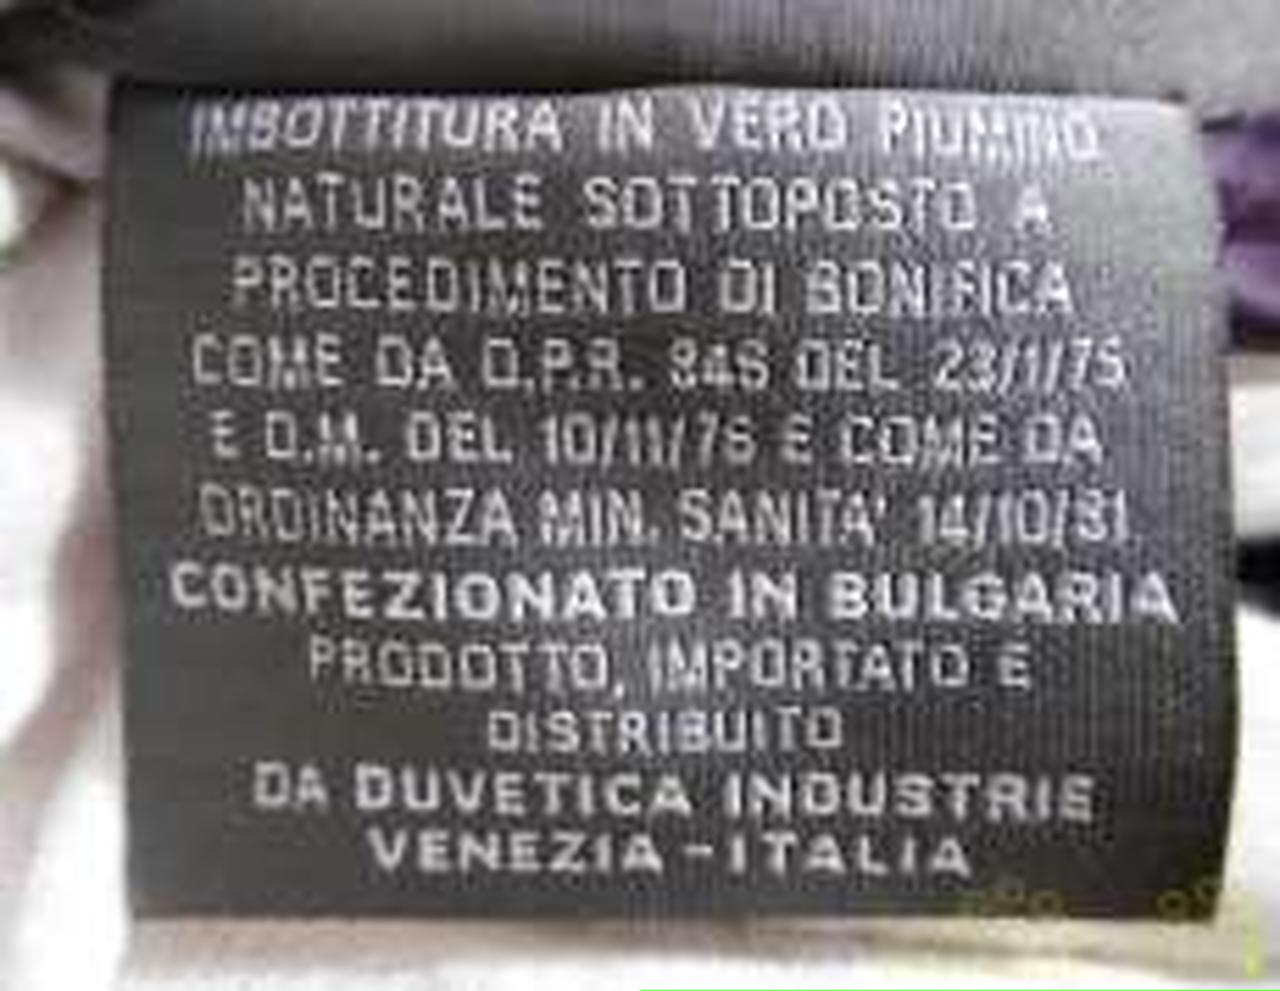 IMBOTTITURA IN VERO PIUMINO
NATURALE SOTTOPOSTO A
PROCEDIMENTO DI BONIFICA
COME DA D.P.R. 845 DEL 23/1/75
E D.M. DEL 10/11/76 E COME DA
ORDINANZA MIN. SANITA' 14/10/81
CONFEZIONATO IN BULGARIA
PRODOTTO, IMPORTATO E
DISTRIBUITO
DA DUVETICA INDUSTRIE
VENEZIA - ITALIA